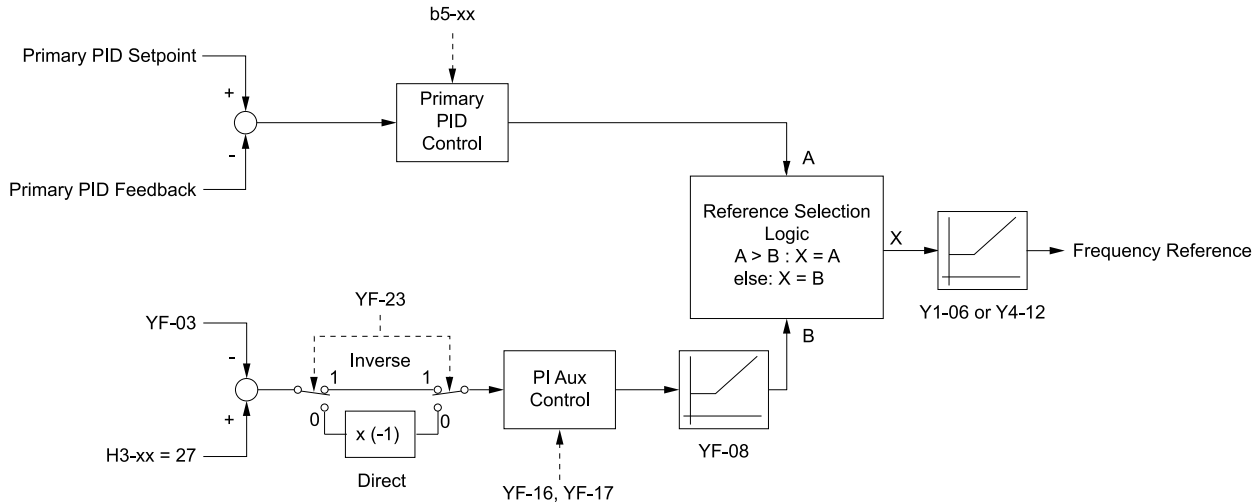 b5-xx
Primary PID Setpoint
+
Primary
PID
Control
-
A
Primary PID Feedback
Reference Selection
Logic
A > B : X = A
else: X = B
X
Frequency Reference
Y1-06 or Y4-12
B
YF-23
YF-03
-
Inverse
1
1
PI Aux
Control
+
0
x (-1)
0
H3-xx = 27
Direct
YF-08
YF-16, YF-17